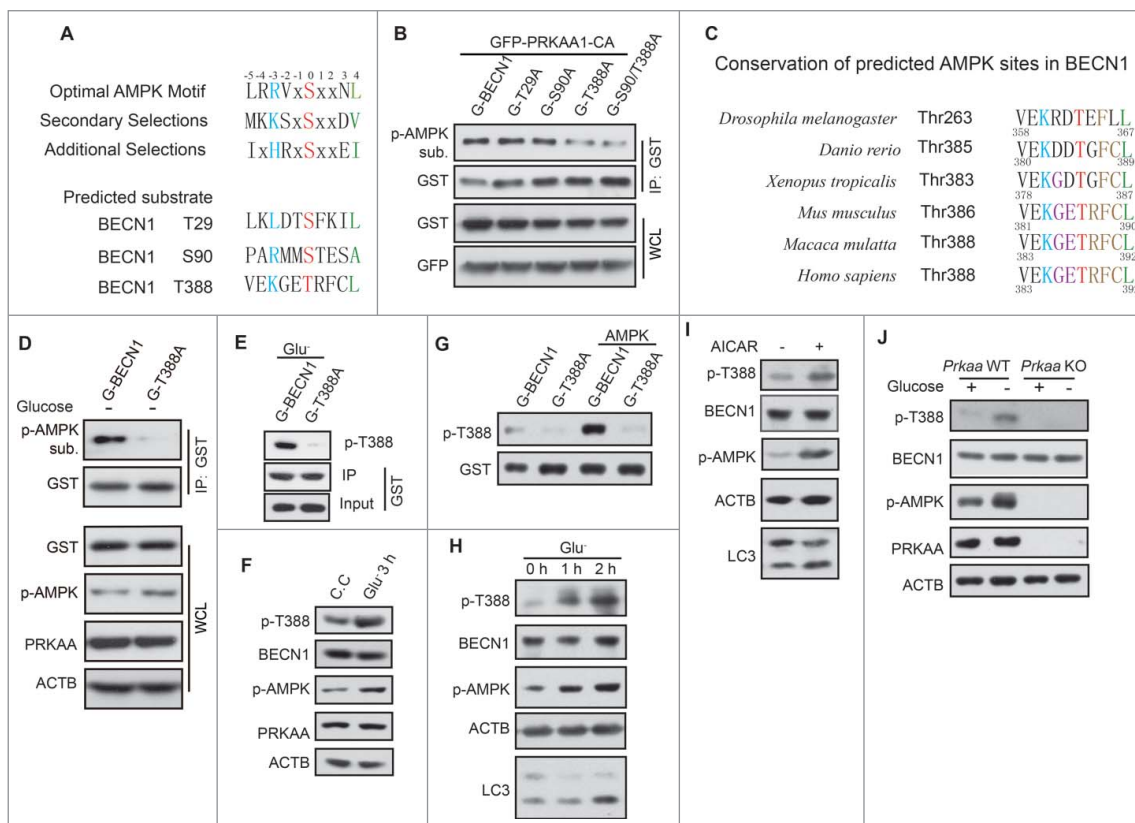 A
-5-4-3-2-1 0 1 2 3 4
Optimal AMPK Motif LRRVxSxxNL
Secondary Selections MKKSxSxxDV
Additional Selections IxHRxSxxEI
Predicted substrate
BECN1 T29 LKLDTSFKIL
BECN1 S90 PARMMSTESA
BECN1 T388 VEKGETRFCL
B
GFP-PRKAA1-CA
G-BECN1
G-T29A
G-S90A
G-T388A
G-S90/T388A
p-AMPK
sub.
GST
IP: GST
GST
GFP
WCL
C
Conservation of predicted AMPK sites in BECN1
Drosophila melanogaster Thr263 VEKRDTEFLL
358 367
Danio rerio Thr385 VEKDDTGFCL
380 389
Xenopus tropicalis Thr383 VEKGDTGFCL
378 387
Mus musculus Thr386 VEKGETRFCL
381 390
Macaca mulatta Thr388 VEKGETRFCL
383 392
Homo sapiens Thr388 VEKGETRFCL
383 392
D
G-BECN1
G-T388A
Glucose - -
p-AMPK
sub.
GST
IP: GST
GST
p-AMPK
PRKAA
ACTB
WCL
E
Glu-
G-BECN1
G-T388A
p-T388
IP
Input
GST
F
C.C
Glu-3 h
p-T388
BECN1
p-AMPK
PRKAA
ACTB
G
AMPK
G-BECN1
G-T388A
G-BECN1
G-T388A
p-T388
GST
H
Glu-
0 h 1 h 2 h
p-T388
BECN1
p-AMPK
ACTB
LC3
I
AICAR - +
p-T388
BECN1
p-AMPK
ACTB
LC3
J
Prkaa WT Prkaa KO
Glucose + - + -
p-T388
BECN1
p-AMPK
PRKAA
ACTB